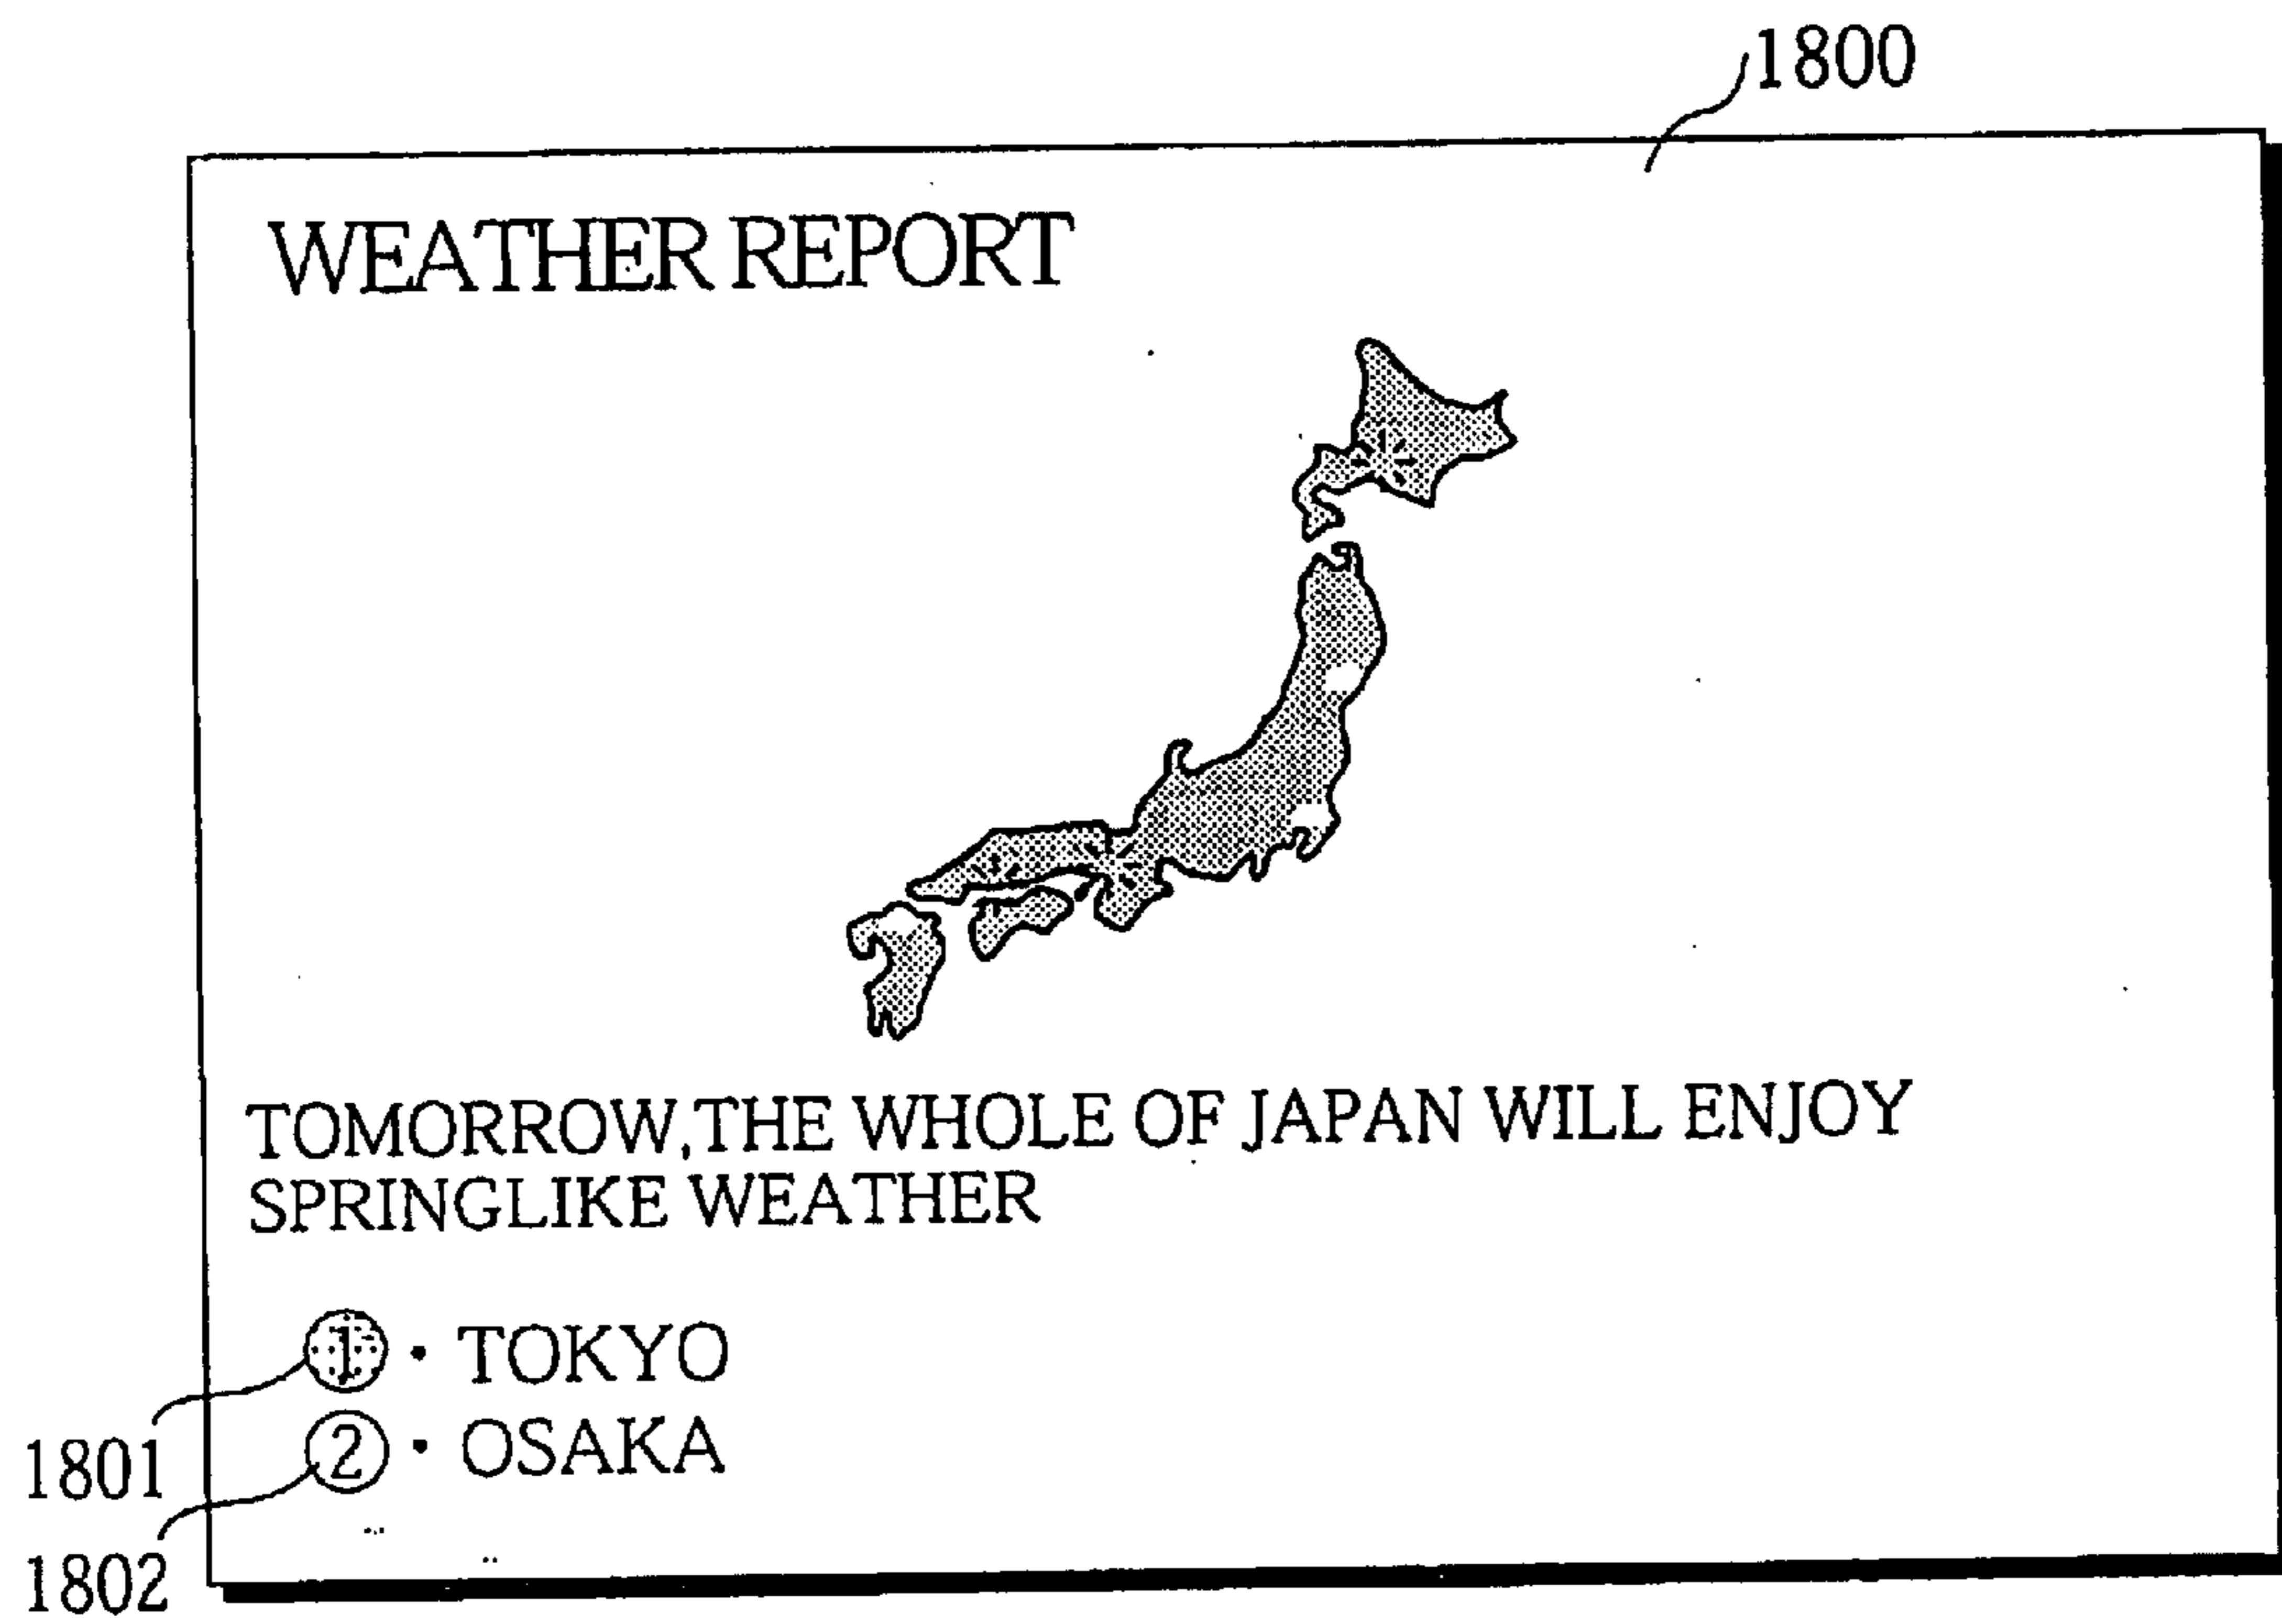 1800
WEATHER REPORT
TOMORROW,THE WHOLE OF JAPAN WILL ENJOY
SPRINGLIKE WEATHER
① · TOKYO
② · OSAKA
1801
1802